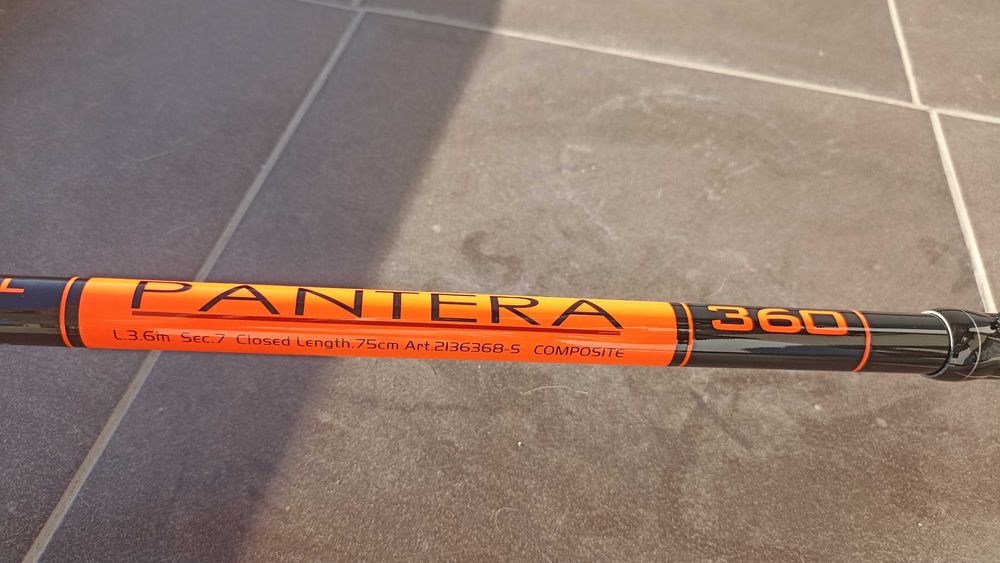 PANTERA 360
L.3.6m Sec.7 Closed Length.75cm Art.2136368-S COMPOSITE